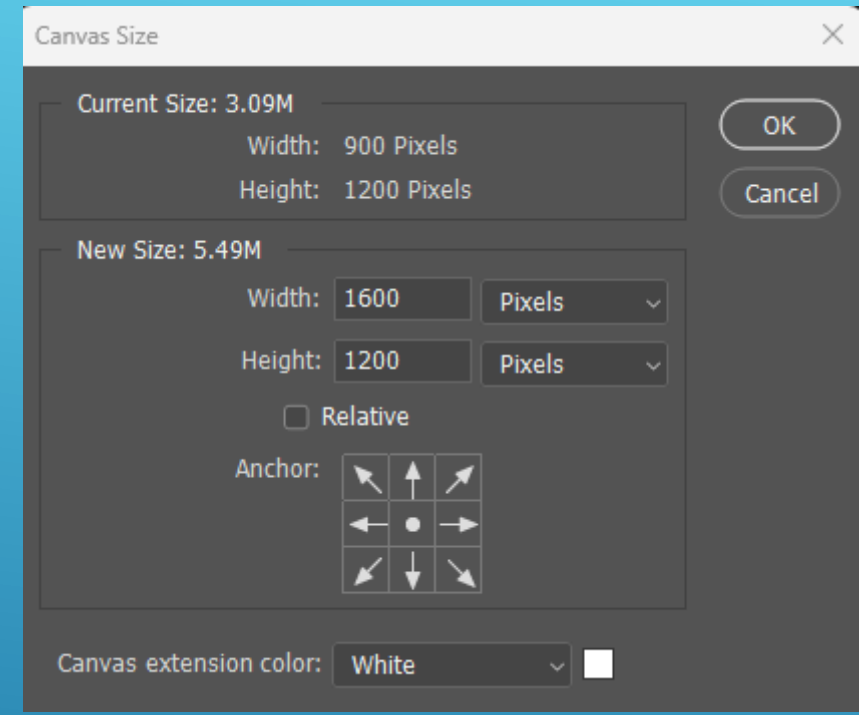 Canvas Size
Current Size: 3.09M
OK
Width: 900 Pixels
Height: 1200 Pixels
Cancel
New Size: 5.49M
Width: 1600 Pixels
Height: 1200 Pixels
Relative
Anchor:
Canvas extension color: White